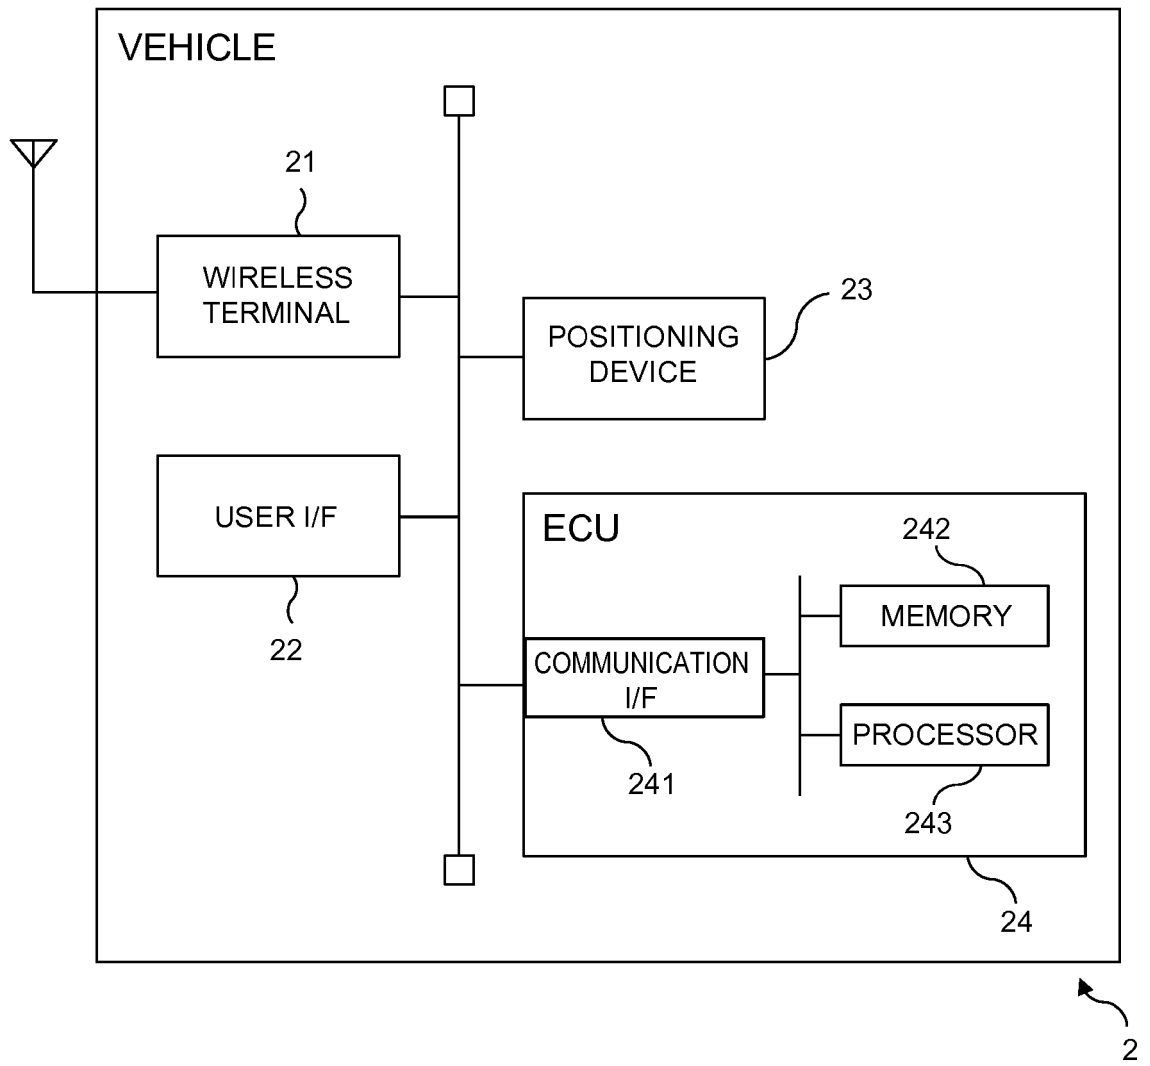 VEHICLE
21
WIRELESS
TERMINAL
23
POSITIONING
DEVICE
USER I/F
22
ECU
242
MEMORY
COMMUNICATION
I/F
241
PROCESSOR
243
24
2